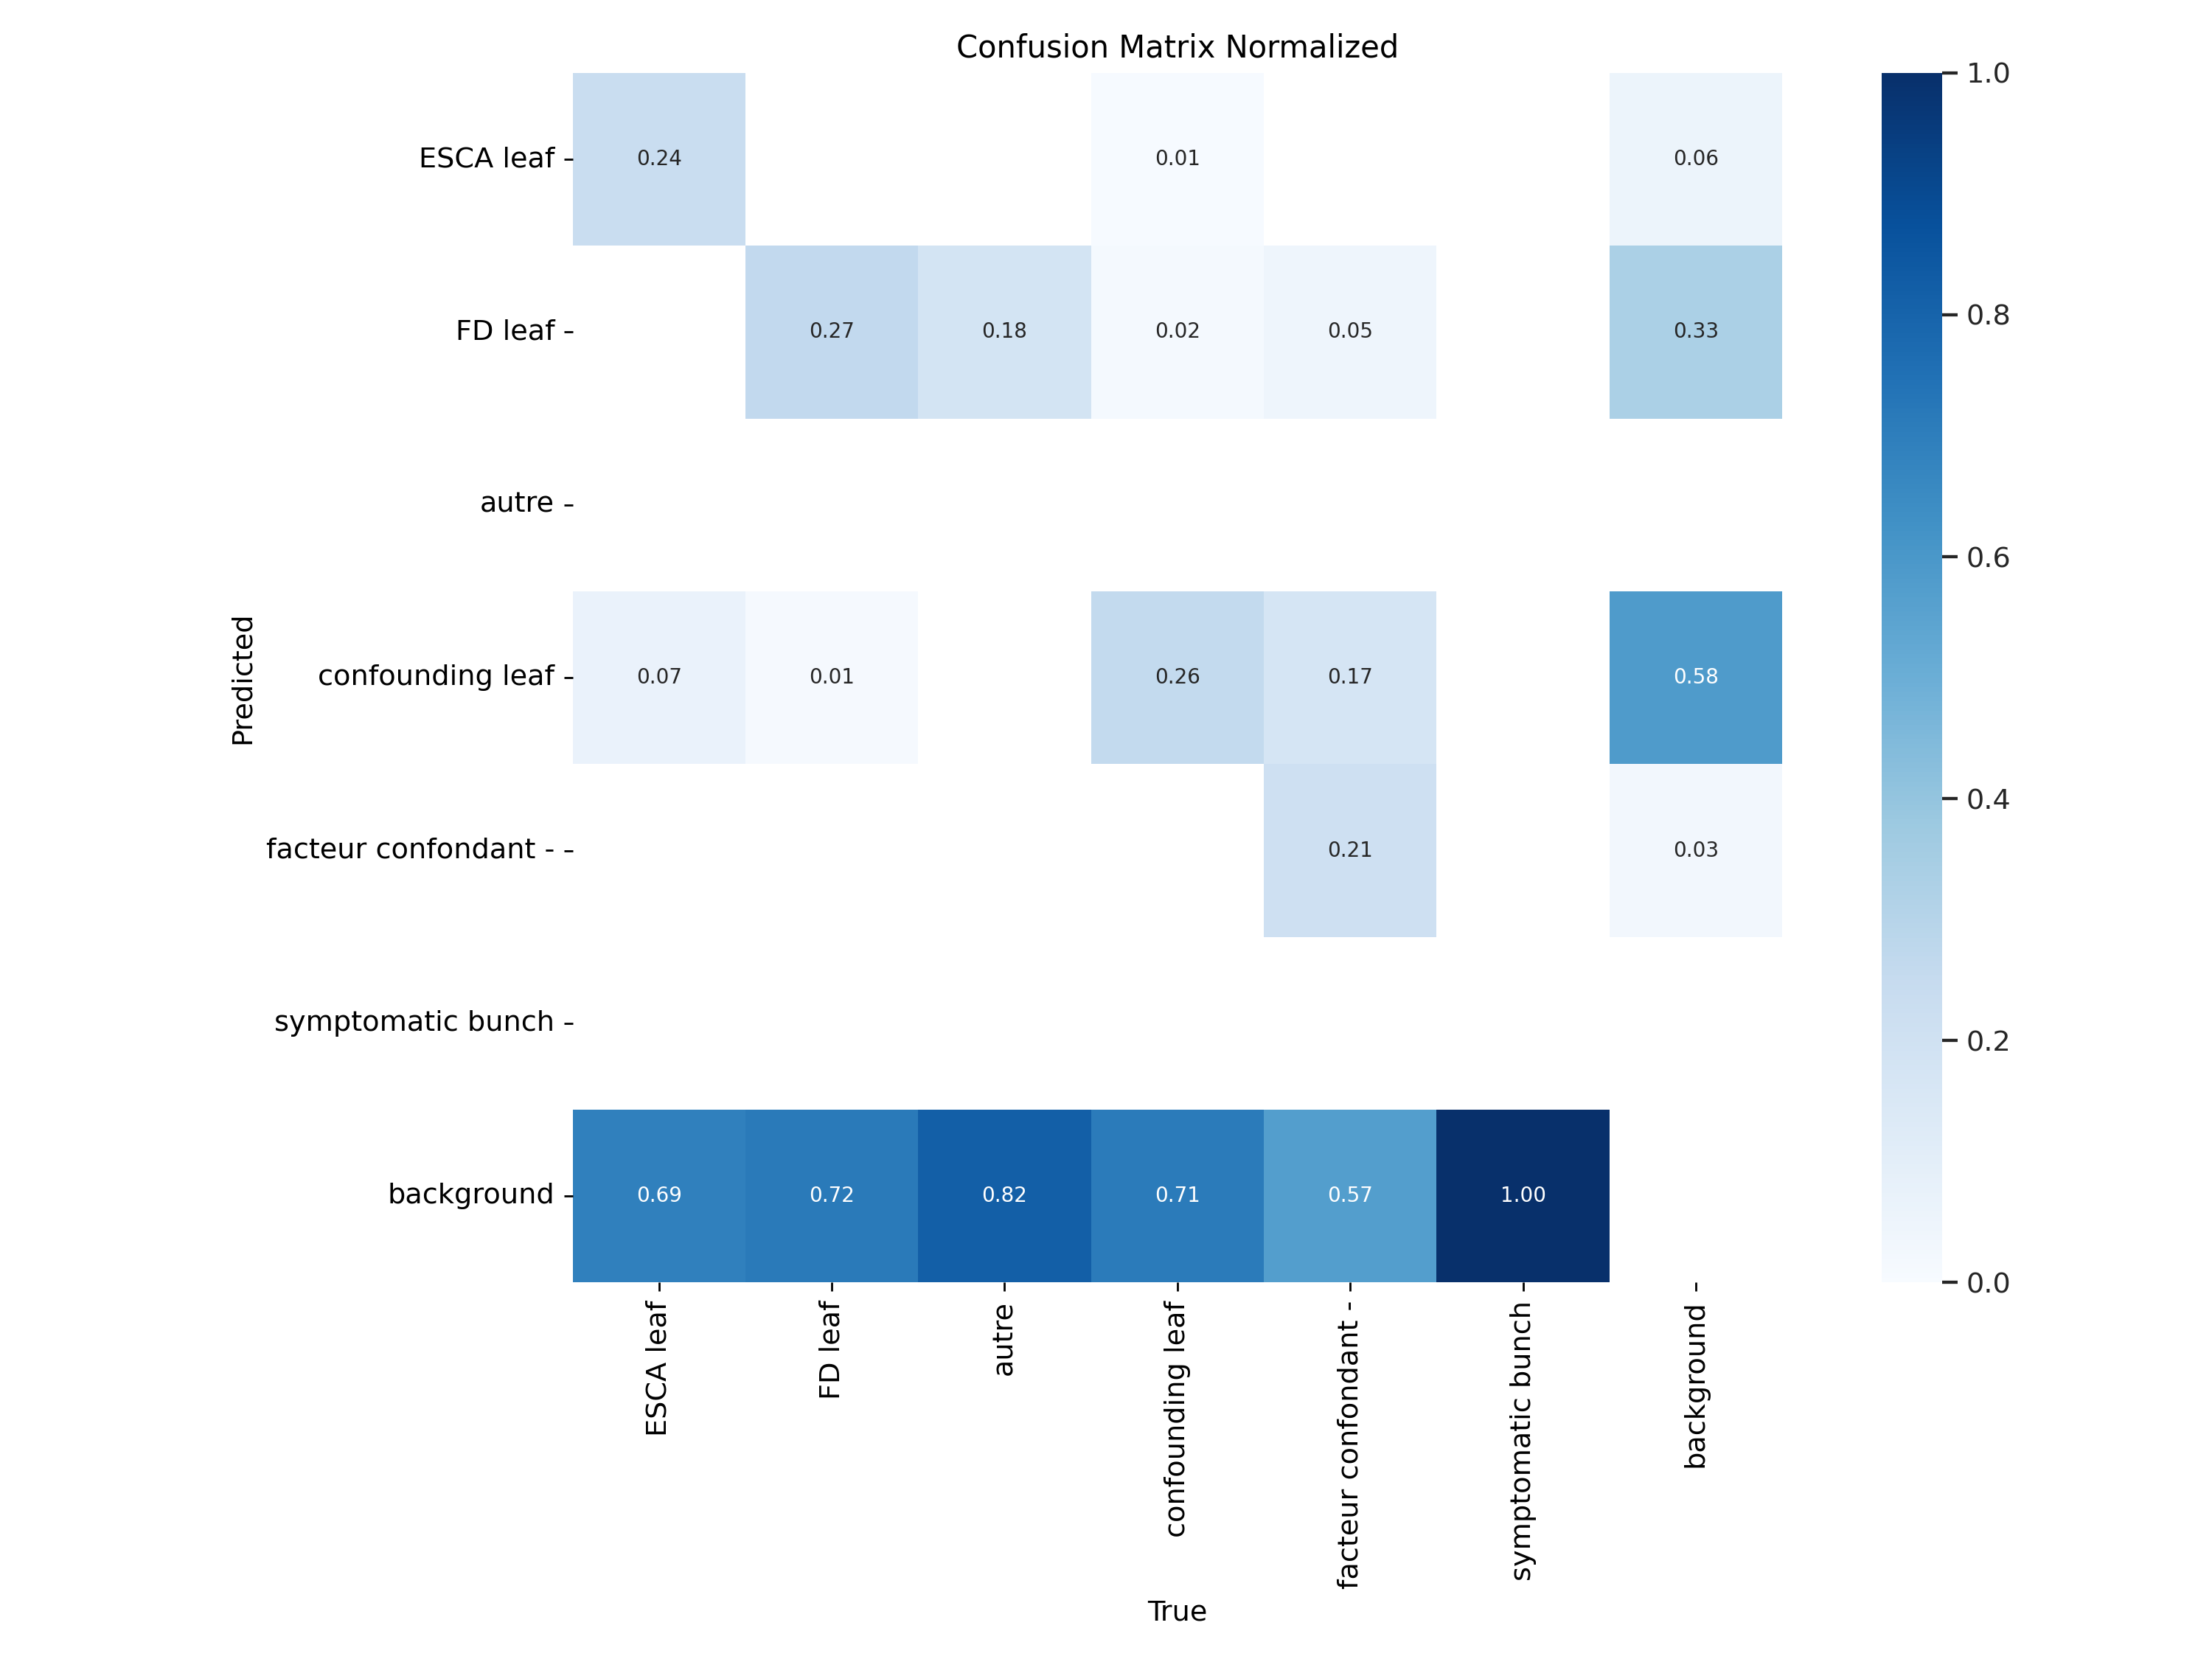 Confusion Matrix Normalized
ESCA leaf
0.24
0.01
0.06
FD leaf
0.27
0.18
0.02
0.05
0.33
autre
confounding leaf
0.07
0.01
0.26
0.17
0.58
facteur confondant -
0.21
0.03
symptomatic bunch
background
0.69
0.72
0.82
0.71
0.57
1.00
Predicted
ESCA leaf
FD leaf
autre
confounding leaf
facteur confondant -
symptomatic bunch
background
True
1.0
0.8
0.6
0.4
0.2
0.0